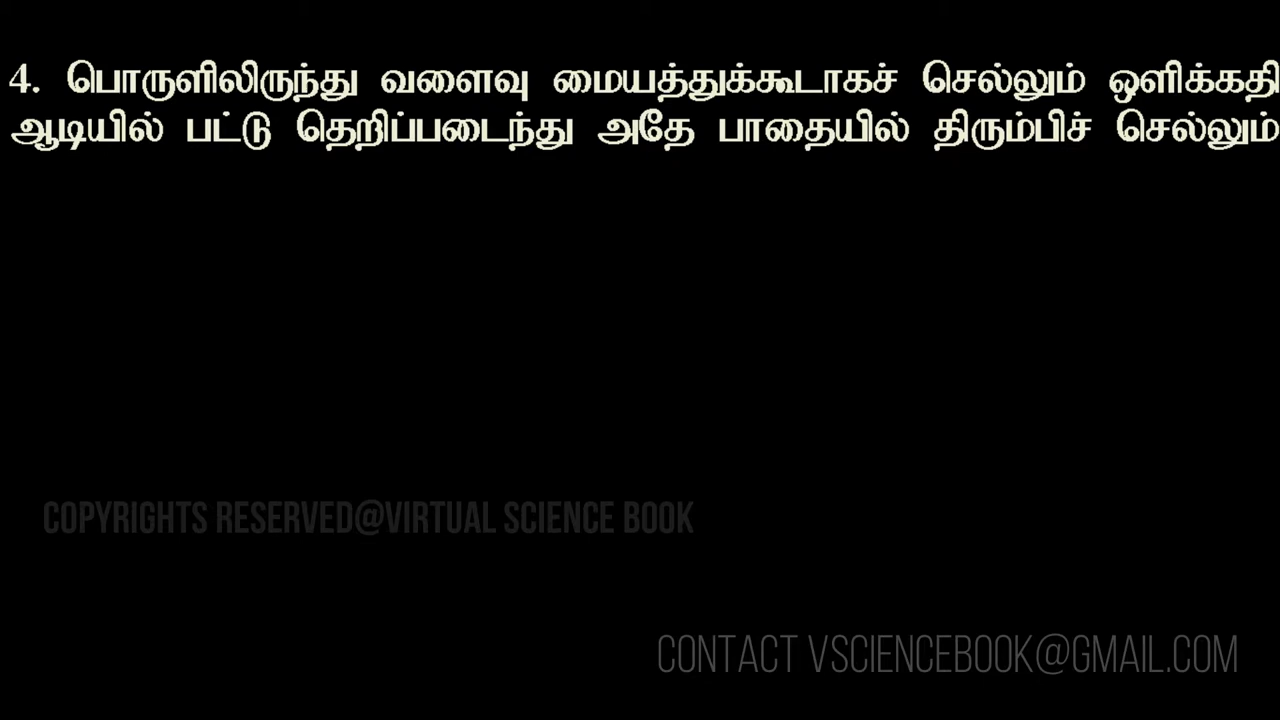 4. பொருளிலிருந்து வளைவு மையத்துக்கூடாகச் செல்லும் ஒளிக்கதி
ஆடியில் பட்டு தெறிப்படைந்து அதே பாதையில் திரும்பிச் செல்லும்
COPYRIGHTS RESERVED@VIRTUAL SCIENCE BOOK
CONTACT VSCIENCEBOOK@GMAIL.COM